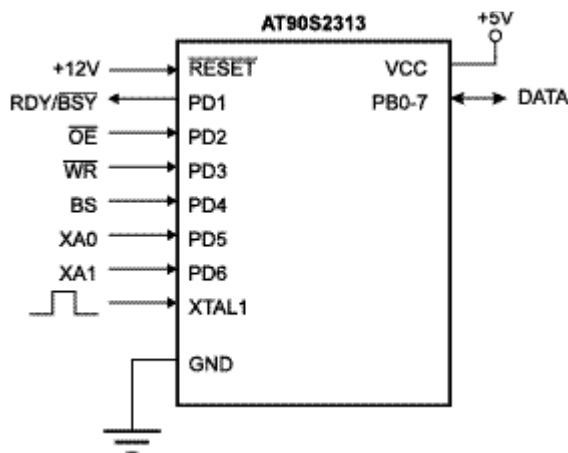 AT90S2313
+5V
+12V RESET VCC
RDY/BSY PD1 PB0-7 DATA
OE PD2
WR PD3
BS PD4
XA0 PD5
XA1 PD6
XTAL1
GND